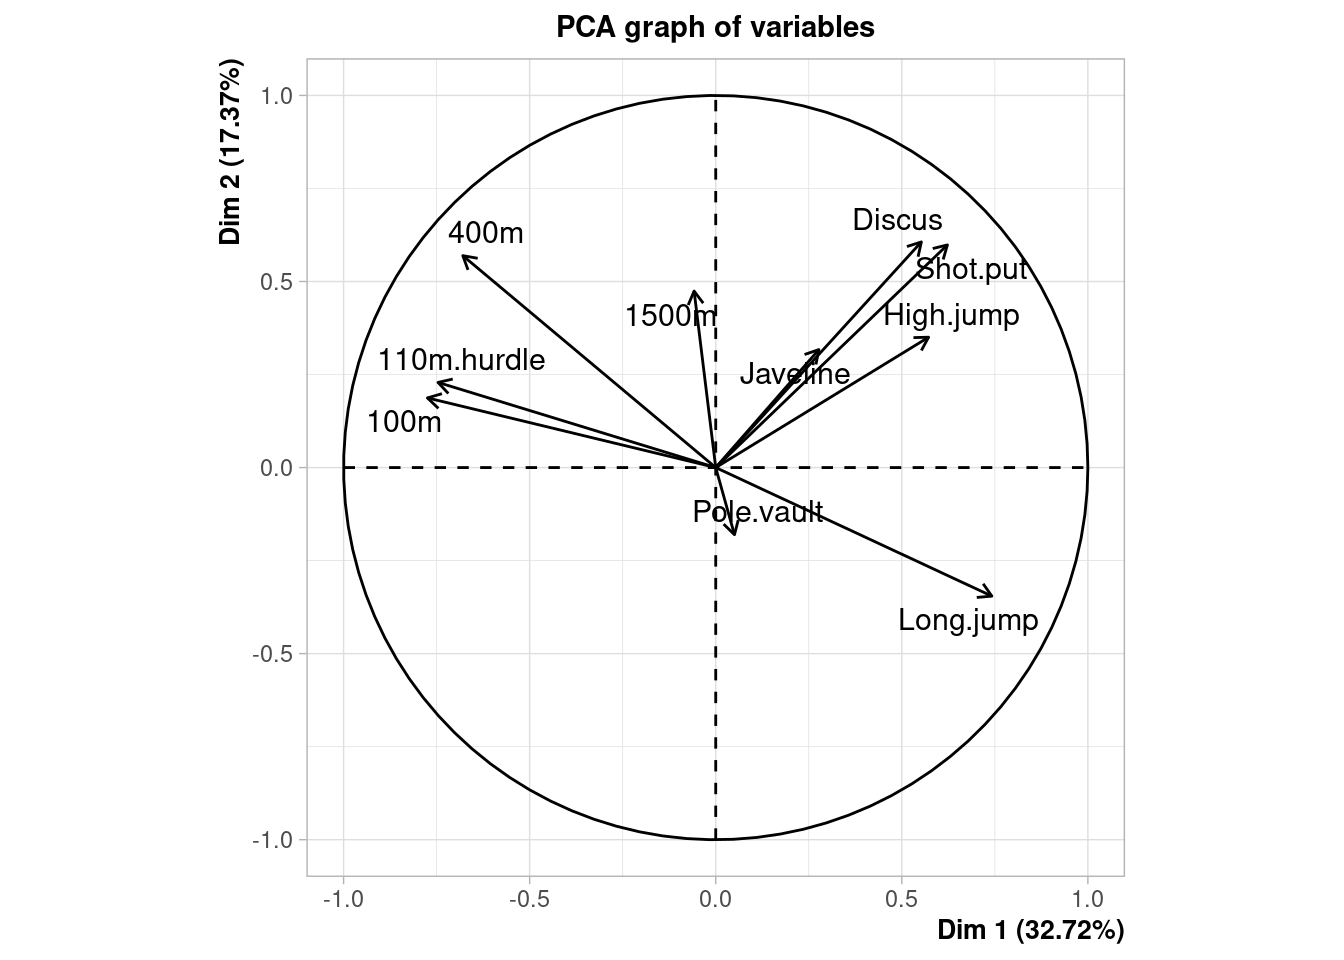 PCA graph of variables
Dim 2 (17.37%)
1.0
0.5
0.0
-0.5
-1.0
Discus
400m
Shot.put
1500m
High.jump
110m.hurdle
Javeline
100m
Pole.vault
Long.jump
-1.0
-0.5
0.0
0.5
1.0
Dim 1 (32.72%)